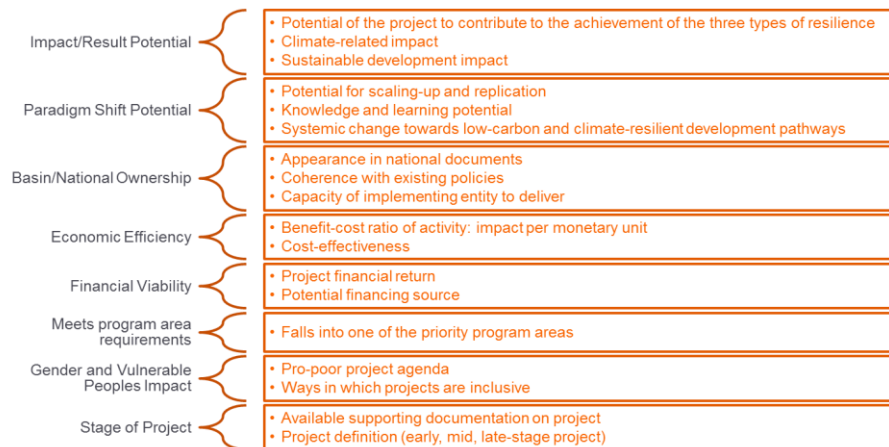 Impact/Result Potential
• Potential of the project to contribute to the achievement of the three types of resilience
• Climate-related impact
• Sustainable development impact
Paradigm Shift Potential
• Potential for scaling-up and replication
• Knowledge and learning potential
• Systemic change towards low-carbon and climate-resilient development pathways
Basin/National Ownership
• Appearance in national documents
• Coherence with existing policies
• Capacity of implementing entity to deliver
Economic Efficiency
• Benefit-cost ratio of activity: impact per monetary unit
• Cost-effectiveness
Financial Viability
• Project financial return
• Potential financing source
Meets program area
requirements
• Falls into one of the priority program areas
Gender and Vulnerable
Peoples Impact
• Pro-poor project agenda
• Ways in which projects are inclusive
Stage of Project
• Available supporting documentation on project
• Project definition (early, mid, late-stage project)